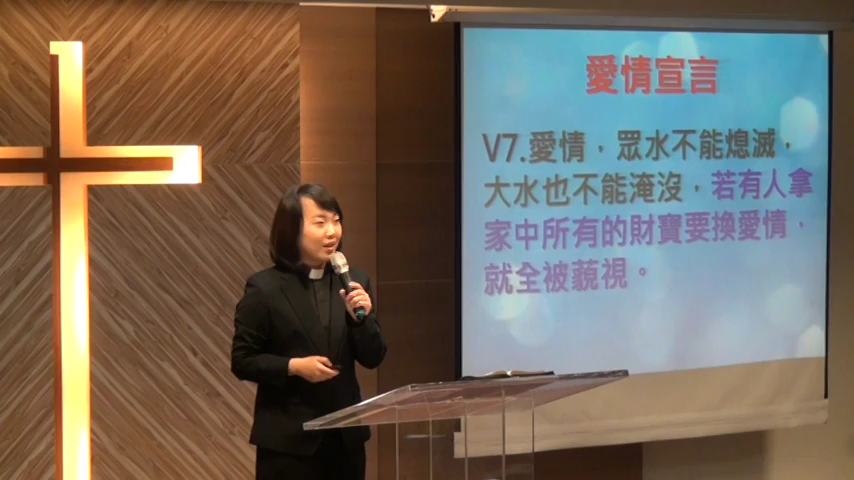 愛情宣言
V7.愛情，眾水不能熄滅，
大水也不能淹沒，若有人拿
家中所有的財寶要換愛情，
就全被藐視。